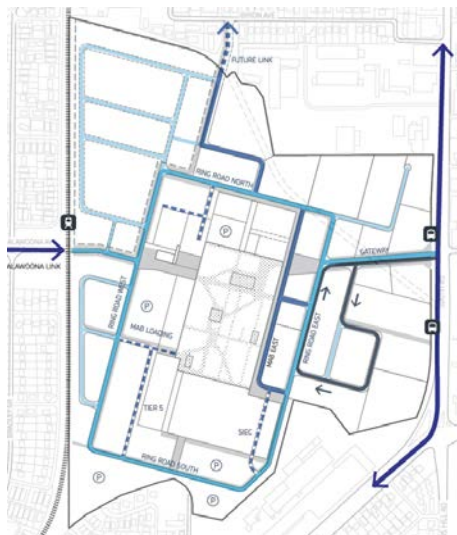 FUTURE LINK
RING ROAD NORTH
P
GATEWAY
ALAWOONA LINK
RING ROAD WEST
P
MAB LOADING
MAB EAST
RING ROAD EAST
TIER 5
SIEC
RING ROAD SOUTH
P
P
P
P